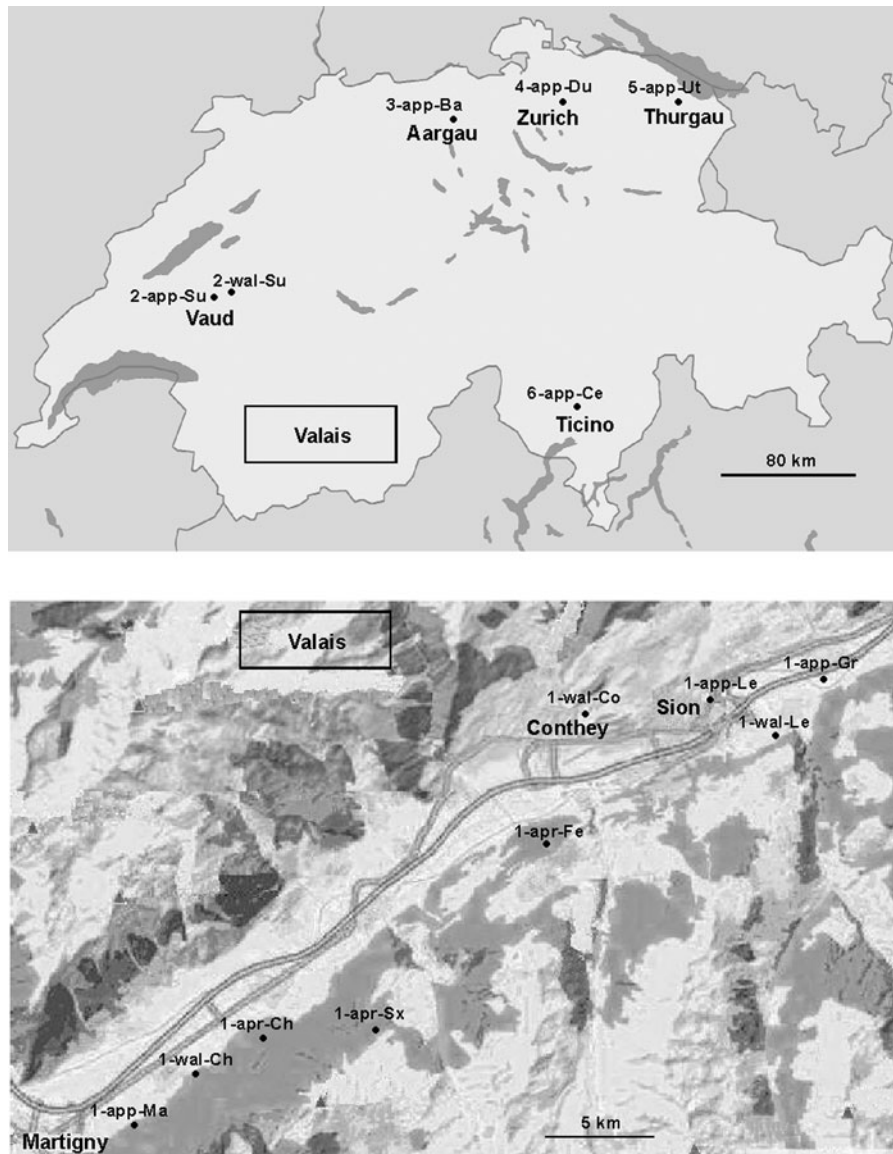 4-app-Du
5-app-Ut
3-app-Ba
Zurich
Thurgau
Aargau
2-wal-Su
2-app-Su
Vaud
6-app-Ce
Ticino
Valais
80 km
Valais
1-app-Gr
1-app-Le
1-wal-Co
Sion
Conthey
1-wal-Le
1-apr-Fe
1-apr-Ch
1-apr-Sx
1-wal-Ch
1-app-Ma
5 km
Martigny